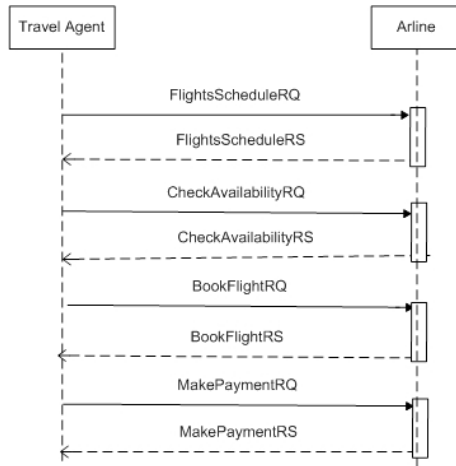 Travel Agent
Arline
FlightsScheduleRQ
FlightsScheduleRS
CheckAvailabilityRQ
CheckAvailabilityRS
BookFlightRQ
BookFlightRS
MakePaymentRQ
MakePaymentRS